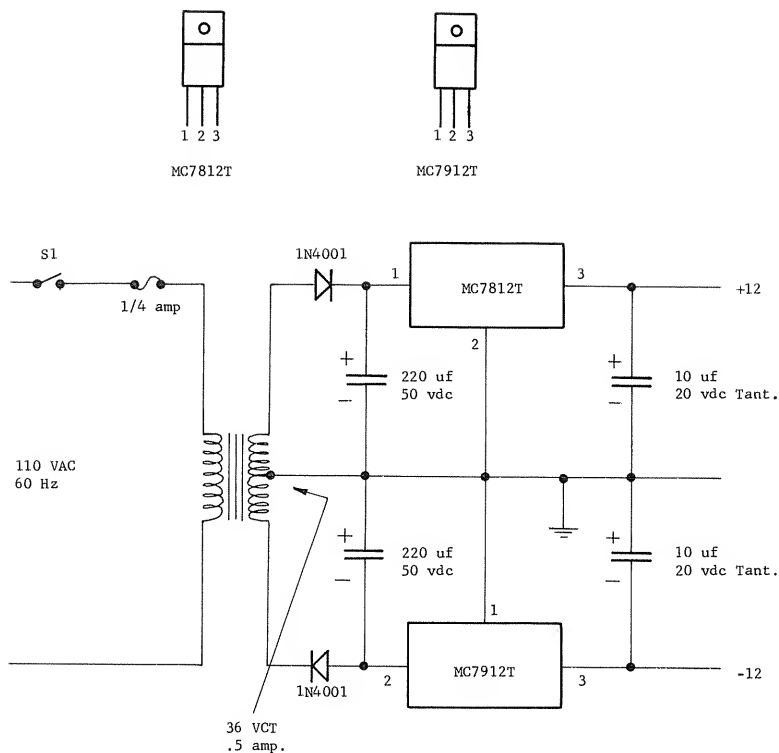 1 2 3
MC7812T
1 2 3
MC7912T
S1
1/4 amp
1N4001
1
MC7812T
3
2
+12
+
-
220 uf
50 vdc
+
-
10 uf
20 vdc Tant.
110 VAC
60 Hz
+
-
220 uf
50 vdc
+
-
10 uf
20 vdc Tant.
1
1N4001
2
MC7912T
3
-12
36 VCT
.5 amp.